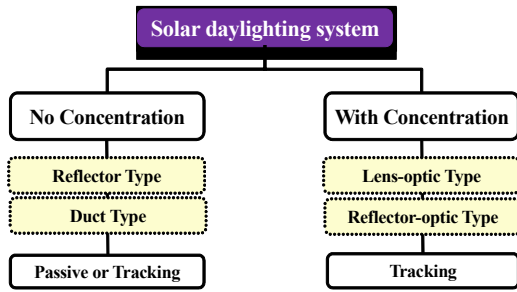 Solar daylighting system
No Concentration
With Concentration
Reflector Type
Lens-optic Type
Duct Type
Reflector-optic Type
Passive or Tracking
Tracking